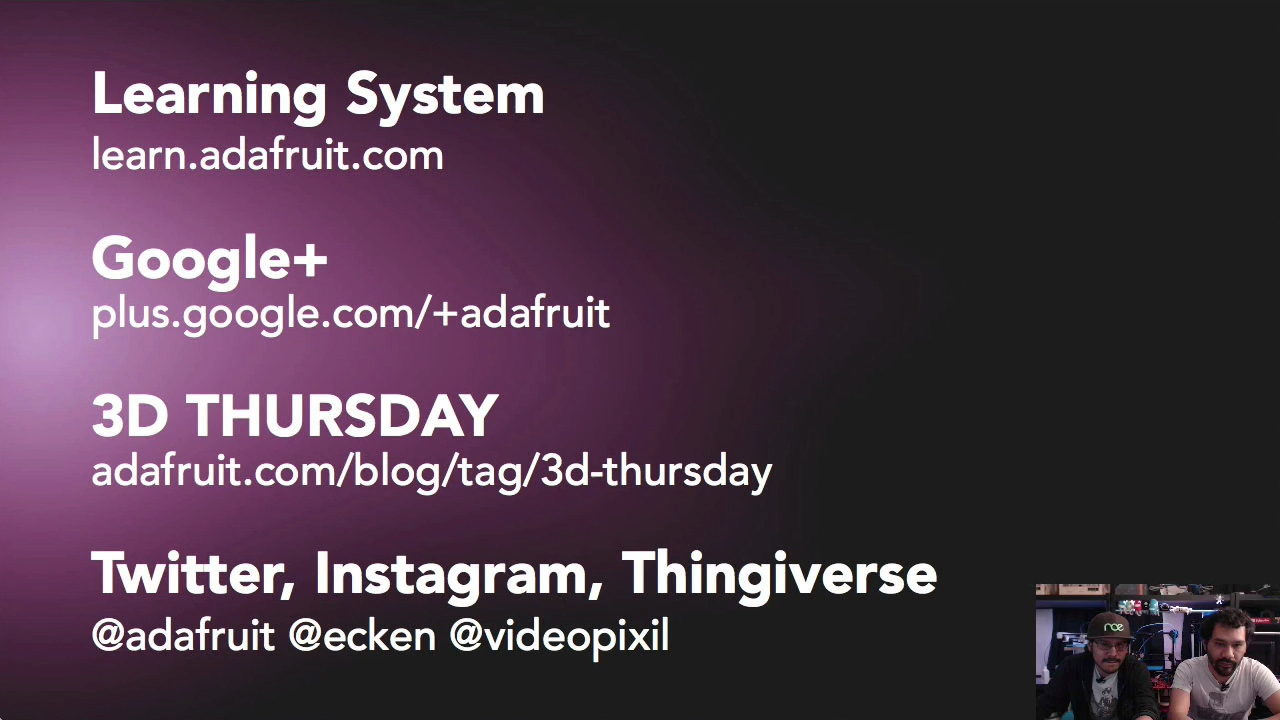 Learning System
learn.adafruit.com
Google+
plus.google.com/+adafruit
3D THURSDAY
adafruit.com/blog/tag/3d-thursday
Twitter, Instagram, Thingiverse
@adafruit @ecken @videopixil
noe